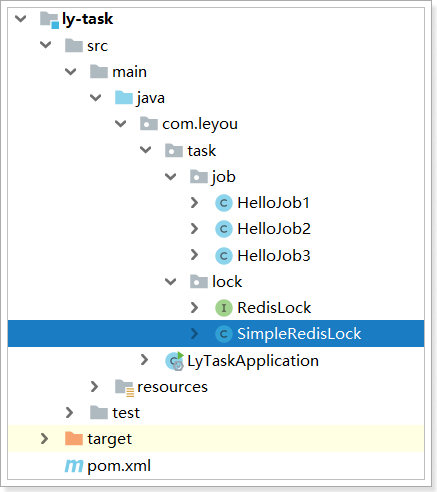 ly-task
src
main
java
com.leyou
task
job
HelloJob1
HelloJob2
HelloJob3
lock
RedisLock
SimpleRedisLock
LyTaskApplication
resources
test
target
pom.xml